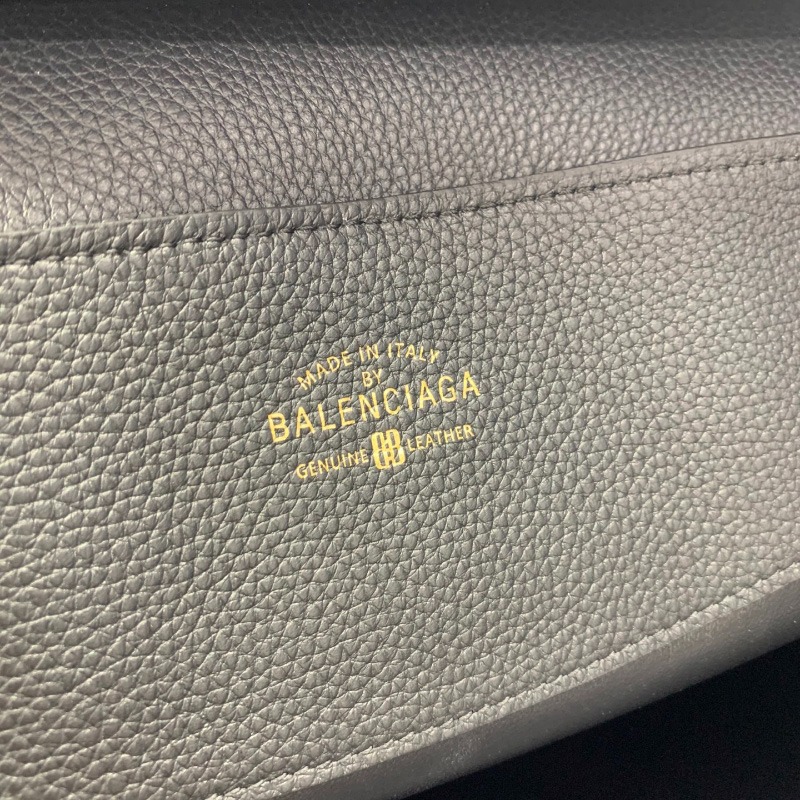 MADE IN ITALY
BY
BALENCIAGA
GENUINE BB LEATHER